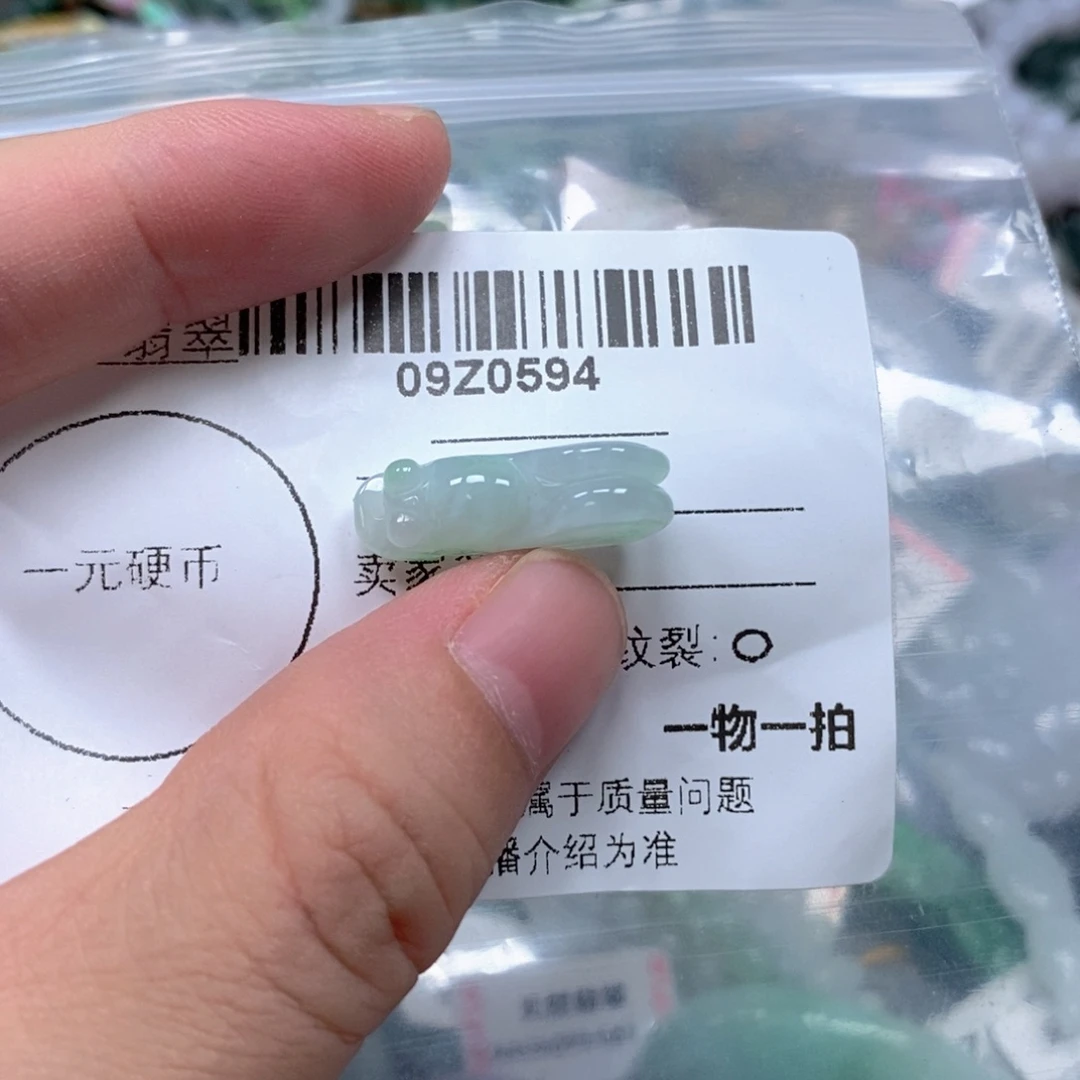 翡翠
09Z0594
一元硬币
卖家
纹裂:○
一物一拍
属于质量问题
播介绍为准